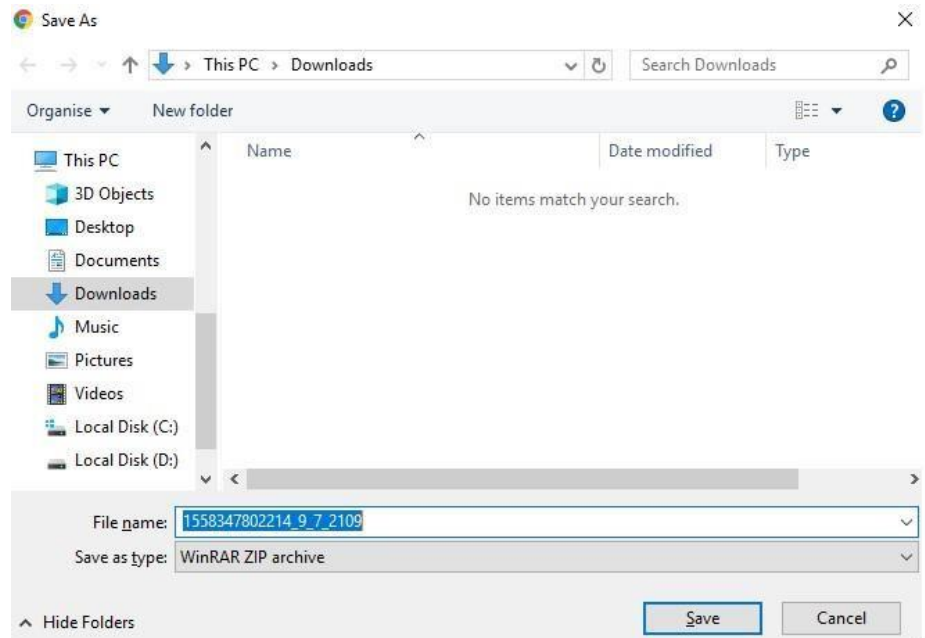 Save As
This PC > Downloads
Search Downloads
Organise
New folder
?
Name
Date modified
Type
No items match your search.
This PC
3D Objects
Desktop
Documents
Downloads
Music
Pictures
Videos
Local Disk (C:)
Local Disk (D:)
File name: 1558347802214_9_7_2109
Save as type: WinRAR ZIP archive
Hide Folders
Save
Cancel